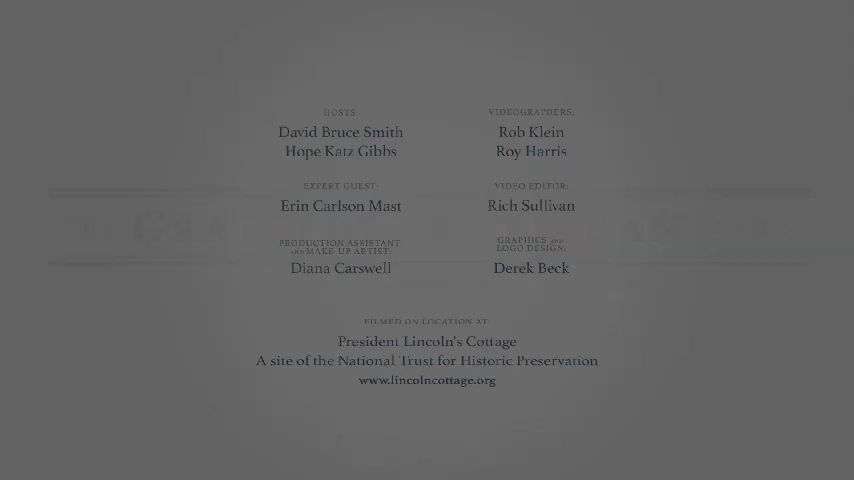 HOSTS:
David Bruce Smith
Hope Katz Gibbs
VIDEOGRAPHERS:
Rob Klein
Roy Harris
EXPERT GUEST:
Erin Carlson Mast
VIDEO EDITOR:
Rich Sullivan
PRODUCTION ASSISTANT
AND MAKE-UP ARTIST:
Diana Carswell
GRAPHICS AND
LOGO DESIGN:
Derek Beck
FILMED ON LOCATION AT:
President Lincoln's Cottage
A site of the National Trust for Historic Preservation
www.lincolncottage.org